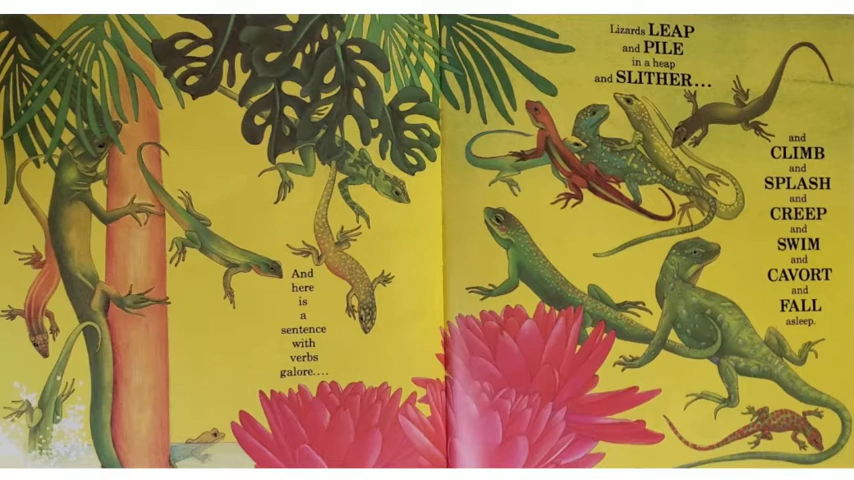 And
here
is
a
sentence
with
verbs
galore....
Lizards LEAP
and PILE
in a heap
and SLITHER...
and
CLIMB
and
SPLASH
and
CREEP
and
SWIM
and
CAVORT
and
FALL
asleep.